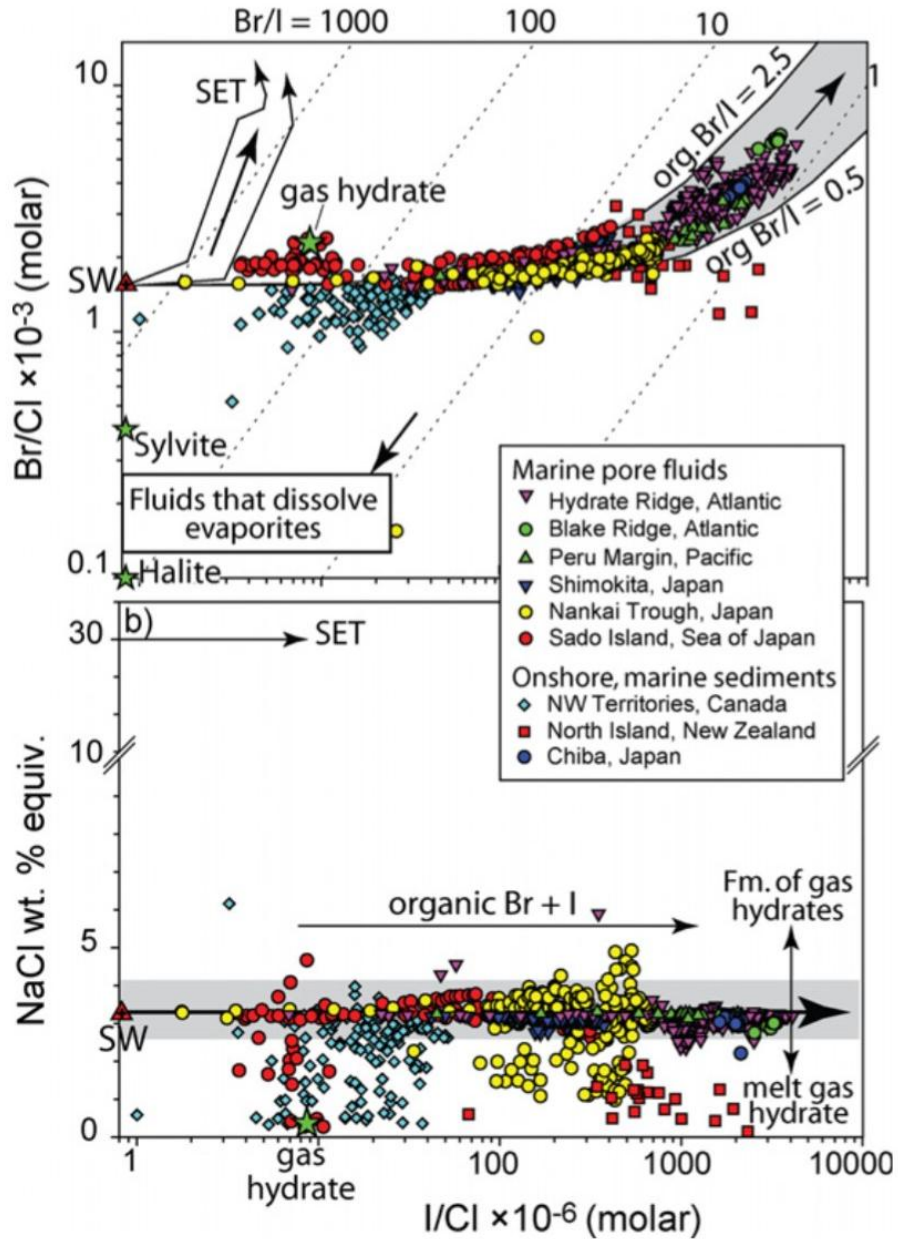 Br/I = 1000 100 10
10
SET
gas hydrate
org. Br/I = 2.5
1
org Br/I = 0.5
SW
1
Br/Cl ×10-3 (molar)
Sylvite
Fluids that dissolve
evaporites
0.1
Halite
Marine pore fluids
Hydrate Ridge, Atlantic
Blake Ridge, Atlantic
Peru Margin, Pacific
Shimokita, Japan
Nankai Trough, Japan
Sado Island, Sea of Japan
Onshore, marine sediments
NW Territories, Canada
North Island, New Zealand
Chiba, Japan
b)
30
SET
10
NaCl wt. % equiv.
organic Br + I
Fm. of gas
hydrates
5
SW
melt gas
hydrate
0
1 100 1000 10000
gas
hydrate
I/Cl ×10-6 (molar)